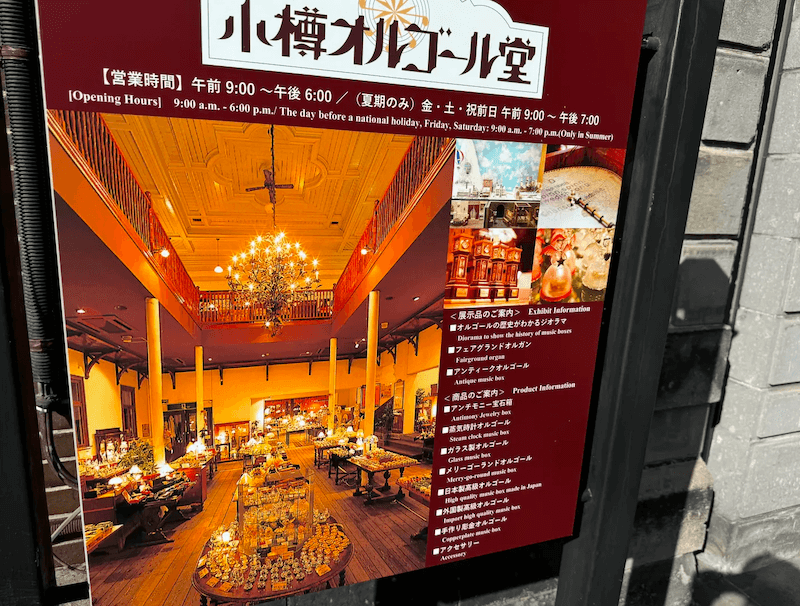 小樽オルゴール堂
【営業時間】午前 9:00 ～午後 6:00 ／（夏期のみ）金・土・祝前日 午前 9:00 ～ 午後 7:00
[Opening Hours] 9:00 a.m. - 6:00 p.m./ The day before a national holiday, Friday, Saturday: 9:00 a.m. - 7:00 p.m.(Only in Summer)
＜展示品のご案内＞ Exhibit Information
■オルゴールの歴史がわかるジオラマ
Diorama to show the history of music boxes
■フェアグランドオルガン
Fairground organ
■アンティークオルゴール
Antique music box
＜商品のご案内＞ Product Information
■アンチモニー宝石箱
Antimony Jewelry box
■蒸気時計オルゴール
Steam clock music box
■ガラス製オルゴール
Glass music box
■メリーゴーランドオルゴール
Merry-go-round music box
■日本製高級オルゴール
High quality music box made in Japan
■外国製高級オルゴール
Import high quality music box
■手作り彫金オルゴール
Copperplate music box
■アクセサリー
Accessory